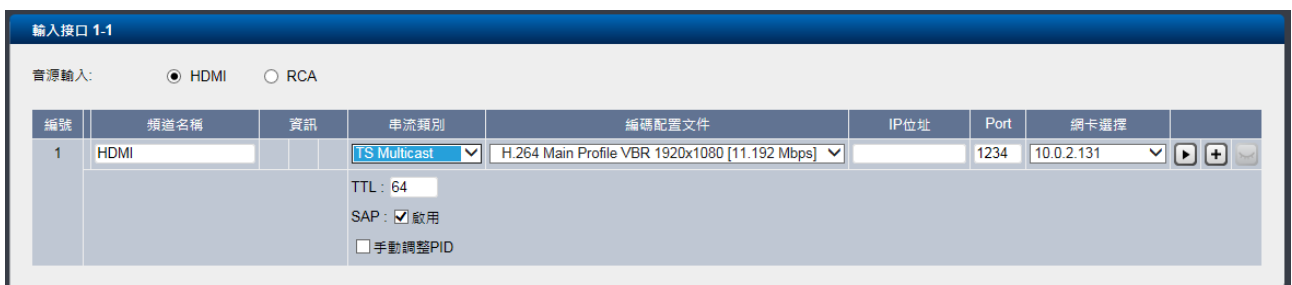 輸入接口 1-1
音源輸入: HDMI RCA
編號 頻道名稱 資訊 串流類別 編碼配置文件 IP位址 Port 網卡選擇
1 HDMI TS Multicast H.264 Main Profile VBR 1920x1080 [11.192 Mbps] 1234 10.0.2.131
TTL : 64
SAP : 啟用
手動調整PID